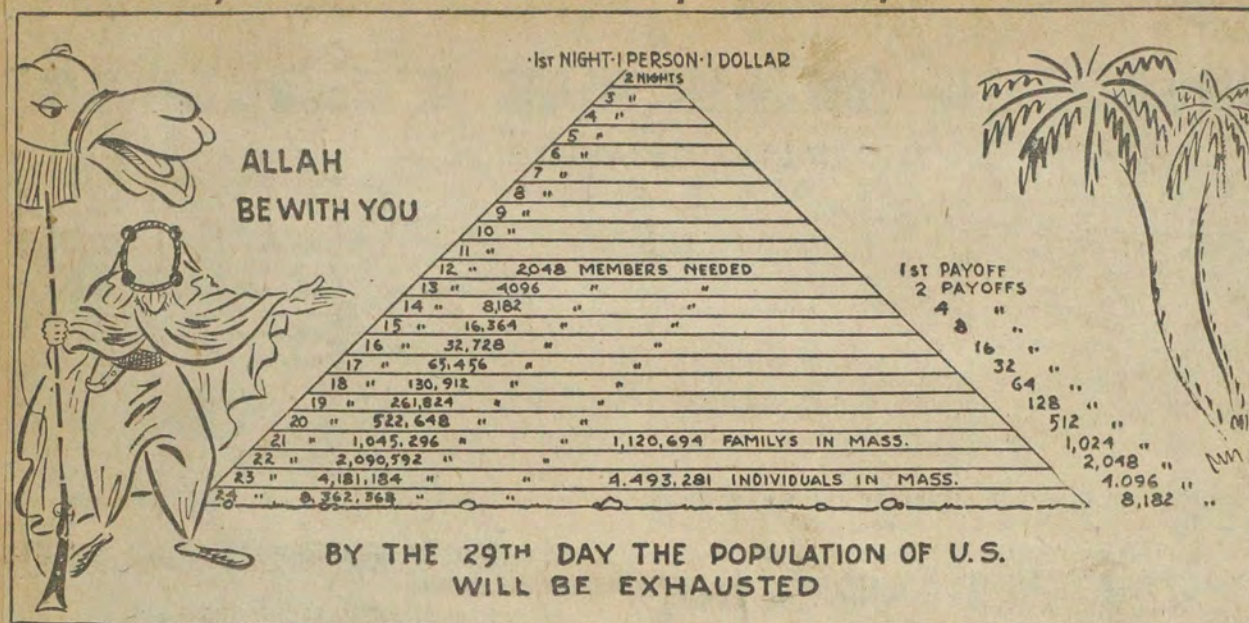 ·1st NIGHT·1 PERSON·1 DOLLAR
2 NIGHTS
3 "
4 "
5 "
6 "
7 "
8 "
9 "
10 "
11 "
12 " 2,048 MEMBERS NEEDED
13 " 4096 " "
14 " 8,182 " "
15 " 16,364 " "
16 " 32,728 " "
17 " 65,456 " "
18 " 130,912 " "
19 " 261,824 " "
20 " 522,648 " "
21 " 1,045,296 " " 1,120,694 FAMILYS IN MASS.
22 " 2,090,592 " "
23 " 4,181,184 " " 4.493,281 INDIVIDUALS IN MASS.
24 " 8,362,368 " "
ALLAH
BE WITH YOU
1ST PAYOFF
2 PAYOFFS
4 "
8 "
16 "
32 "
64 "
128 "
512 "
1,024 "
2,048 "
4.096 "
8,182 "
BY THE 29TH DAY THE POPULATION OF U.S.
WILL BE EXHAUSTED